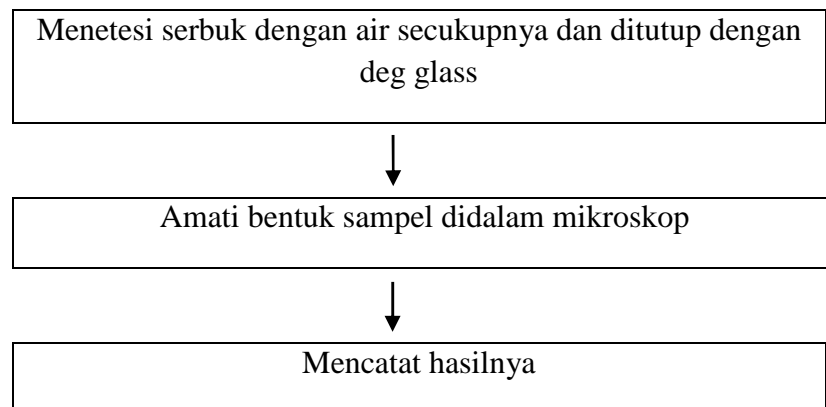 Menetesi serbuk dengan air secukupnya dan ditutup dengan
deg glass
Amati bentuk sampel didalam mikroskop
Mencatat hasilnya